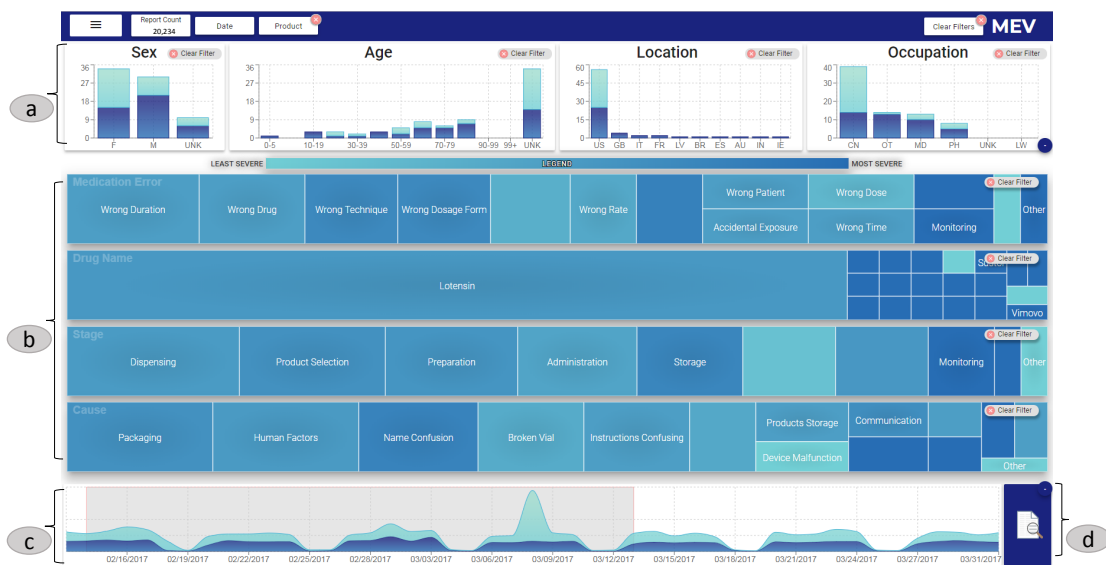 Report Count
20,234
Date
Product
Clear Filters
MEV
a
Sex
Clear Filter
36
27
18
9
0
F M UNK
Age
Clear Filter
36
27
18
9
0
0-5 10-19 30-39 50-59 70-79 90-99 99+ UNK
Location
Clear Filter
60
45
30
15
0
US GB IT FR LV BR ES AU IN IE
Occupation
Clear Filter
40
30
20
10
0
CN OT MD PH UNK LW
LEAST SEVERE LEGEND MOST SEVERE
b
Medication Error
Clear Filter
Wrong Duration
Wrong Drug
Wrong Technique
Wrong Dosage Form
Wrong Rate
Wrong Patient
Accidental Exposure
Wrong Dose
Wrong Time
Monitoring
Other
Drug Name
Clear Filter
Lotensin
Vimovo
Stage
Clear Filter
Dispensing
Product Selection
Preparation
Administration
Storage
Monitoring
Other
Cause
Clear Filter
Packaging
Human Factors
Name Confusion
Broken Vial
Instructions Confusing
Products Storage
Device Malfunction
Communication
Other
c
02/16/2017 02/19/2017 02/22/2017 02/25/2017 02/28/2017 03/03/2017 03/06/2017 03/09/2017 03/12/2017 03/15/2017 03/18/2017 03/21/2017 03/24/2017 03/27/2017 03/31/2017
d